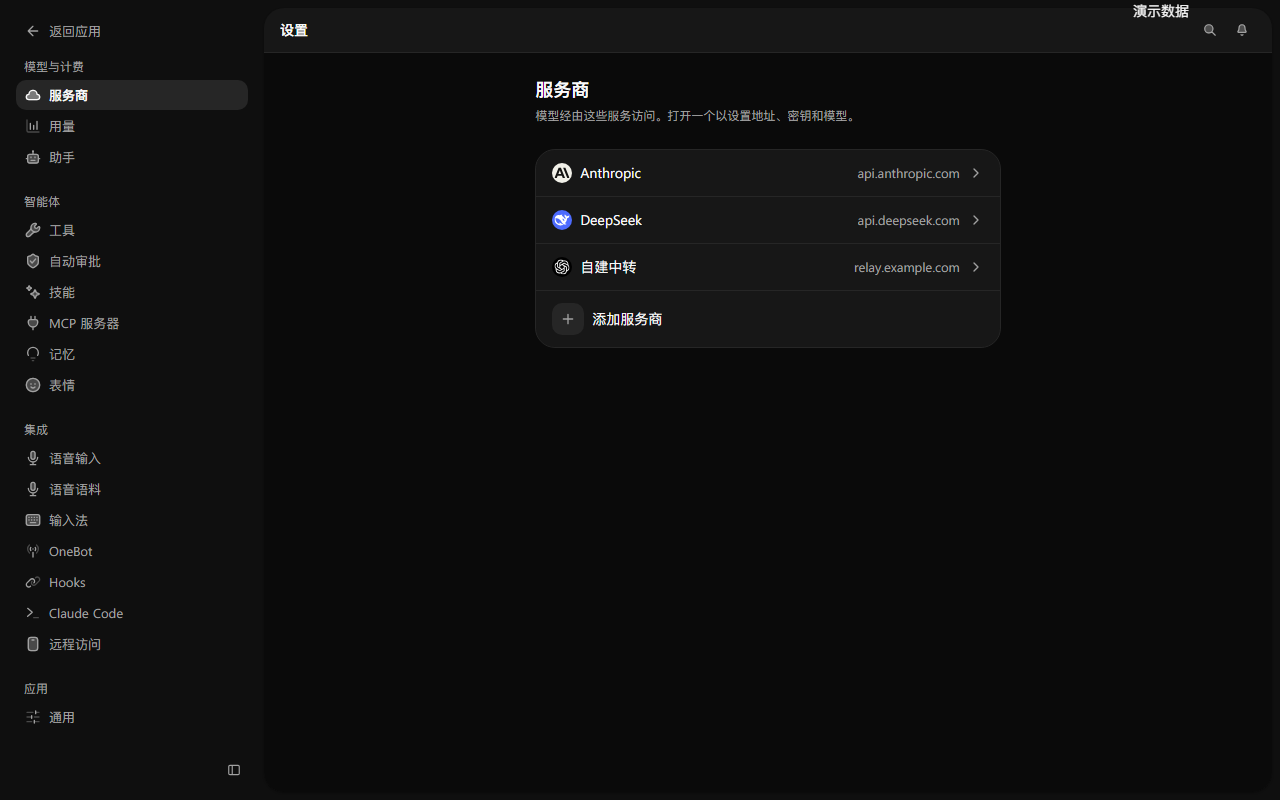 返回应用
模型与计费
服务商
用量
助手
智能体
工具
自动审批
技能
MCP 服务器
记忆
表情
集成
语音输入
语音语料
输入法
OneBot
Hooks
Claude Code
远程访问
应用
通用
设置
演示数据
服务商
模型经由这些服务访问。打开一个以设置地址、密钥和模型。
Anthropic api.anthropic.com
DeepSeek api.deepseek.com
自建中转 relay.example.com
添加服务商